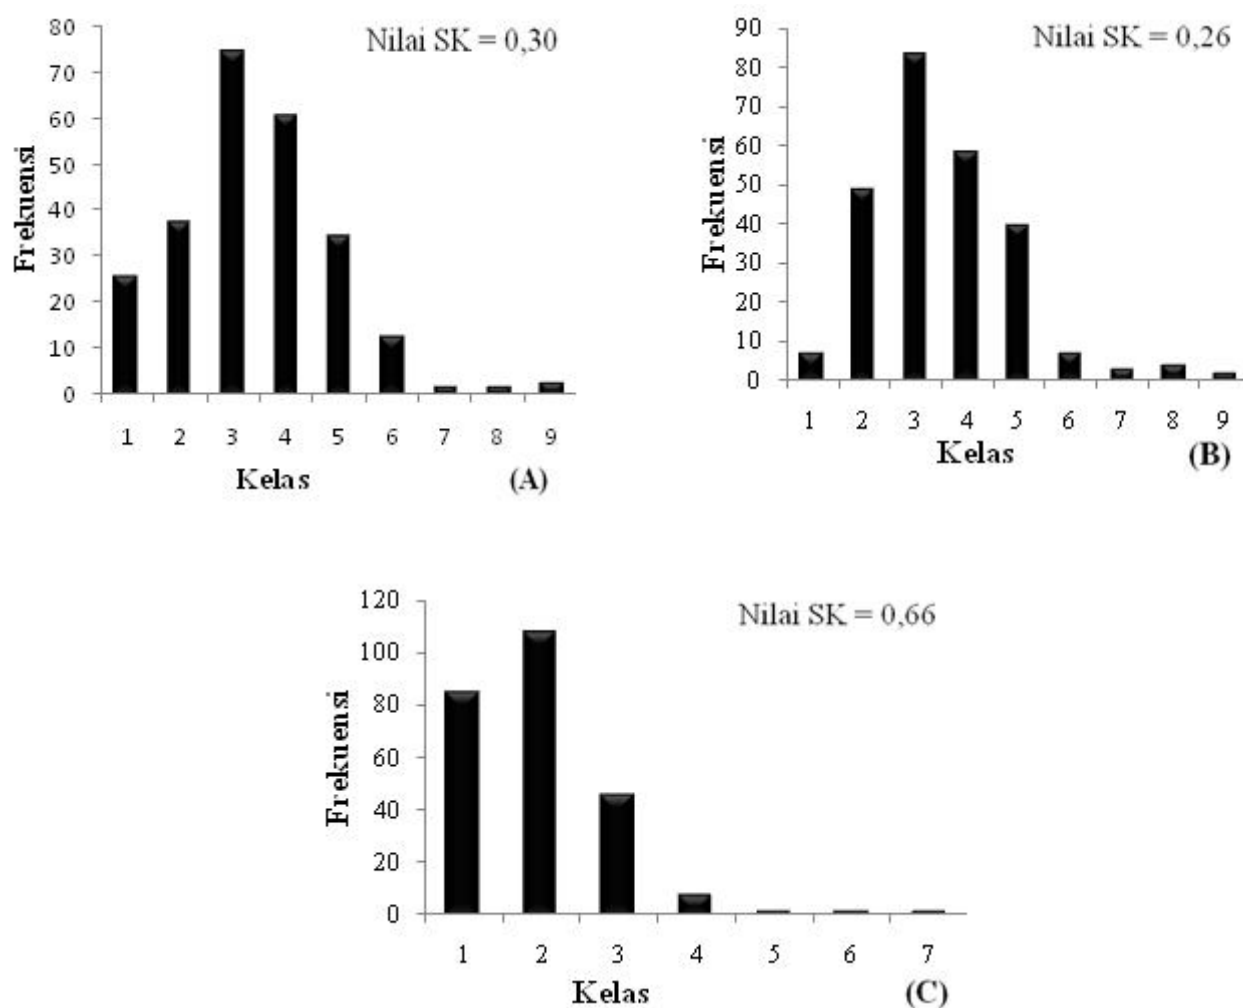 Nilai SK = 0,30
80
70
60
50
40
30
20
10
0
Frekuensi
1 2 3 4 5 6 7 8 9
Kelas
(A)
Nilai SK = 0,26
90
80
70
60
50
40
30
20
10
0
Frekuensi
1 2 3 4 5 6 7 8 9
Kelas
(B)
Nilai SK = 0,66
120
100
80
60
40
20
0
Frekuensi
1 2 3 4 5 6 7
Kelas
(C)